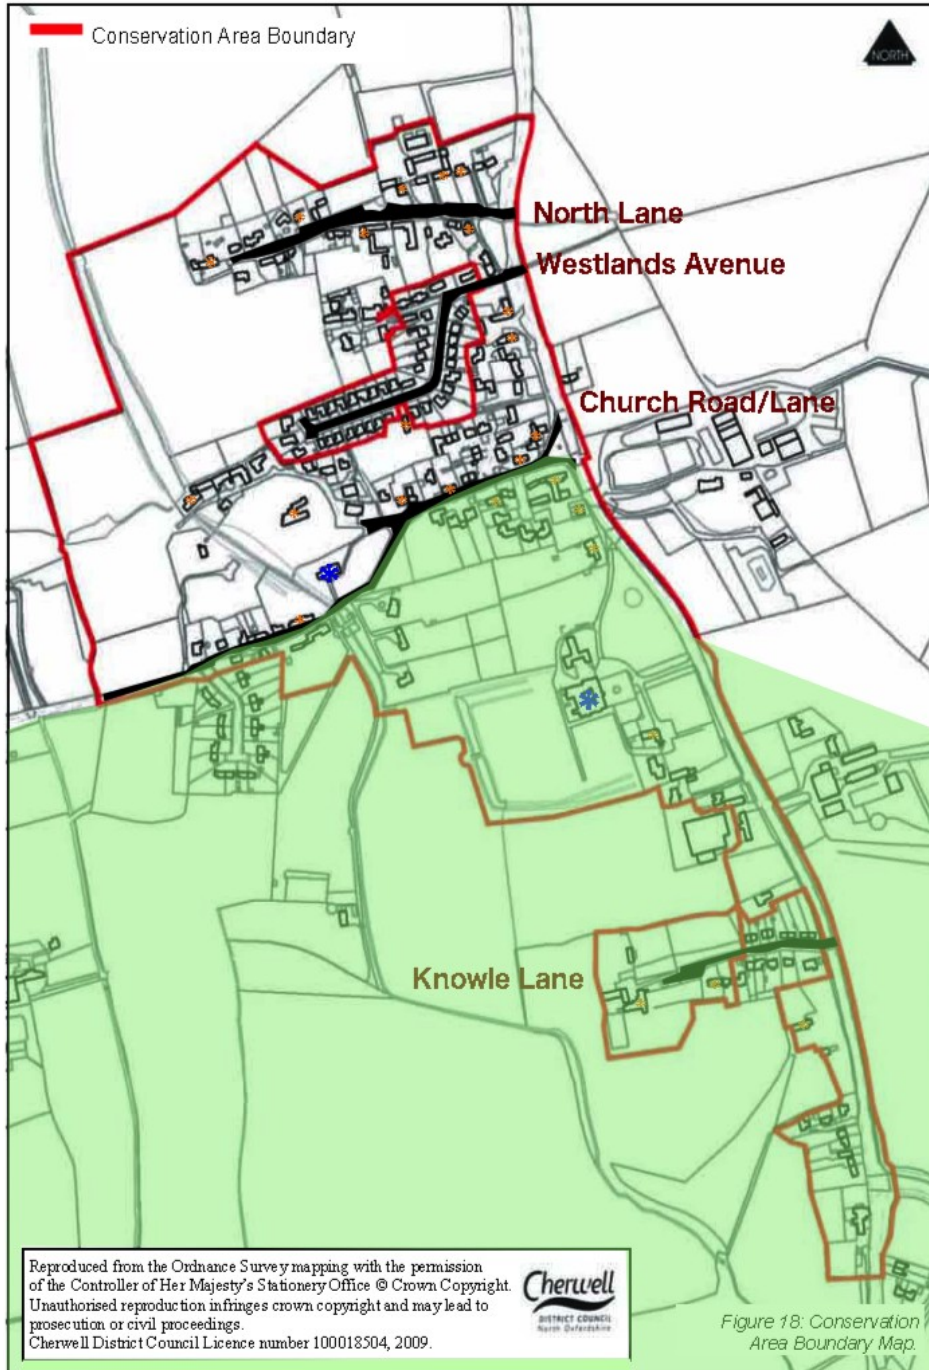 Conservation Area Boundary
NORTH
North Lane
Westlands Avenue
Church Road/Lane
Knowle Lane
Reproduced from the Ordnance Survey mapping with the permission
of the Controller of Her Majesty's Stationery Office © Crown Copyright.
Unauthorised reproduction infringes crown copyright and may lead to
prosecution or civil proceedings.
Cherwell District Council Licence number 100018504, 2009.
Cherwell
DISTRICT COUNCIL
North Oxfordshire
Figure 18: Conservation
Area Boundary Map.